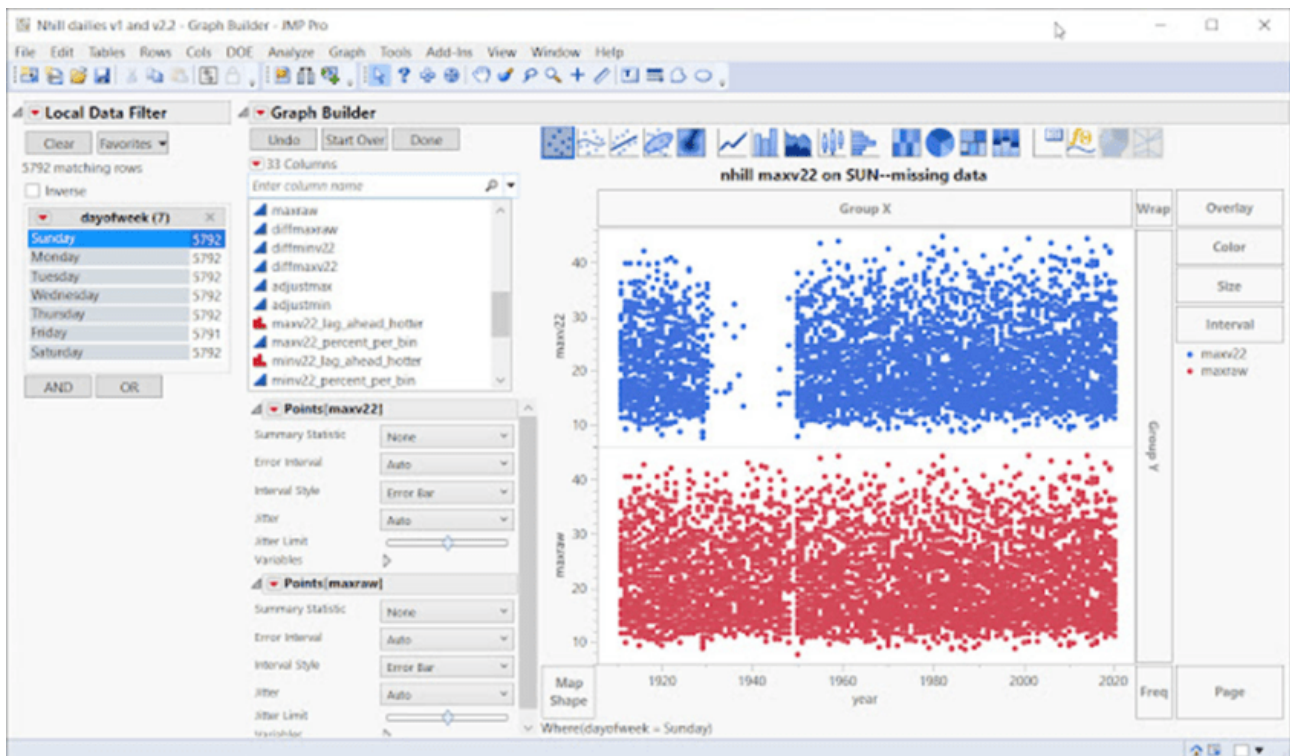 Nhill dailies v1 and v2.2 - Graph Builder - JMP Pro
File Edit Tables Rows Cols DOE Analyze Graph Tools Add-Ins View Window Help
Local Data Filter
Clear Favorites
5792 matching rows
Inverse
dayofweek (7)
Sunday 5792
Monday 5792
Tuesday 5792
Wednesday 5792
Thursday 5792
Friday 5791
Saturday 5792
AND OR
Graph Builder
Undo Start Over Done
33 Columns
Enter column name
maxraw
diffmaxraw
diffminv22
diffmaxv22
adjustmax
adjustmin
maxv22_lag_ahead_hotter
maxv22_percent_per_bin
minv22_lag_ahead_hotter
minv22_percent_per_bin
Points[maxv22]
Summary Statistic None
Error Interval Auto
Interval Style Error Bar
Jitter Auto
Jitter Limit
Variables
Points[maxraw]
Summary Statistic None
Error Interval Auto
Interval Style Error Bar
Jitter Auto
Jitter Limit
Variables
nhill maxv22 on SUN--missing data
Group X
Wrap
Overlay
Color
Size
Interval
maxv22
maxraw
Group Y
maxv22
40
30
20
10
maxraw
40
30
20
10
1920 1940 1960 1980 2000 2020
year
Map
Shape
Freq
Page
Where(dayofweek = Sunday)